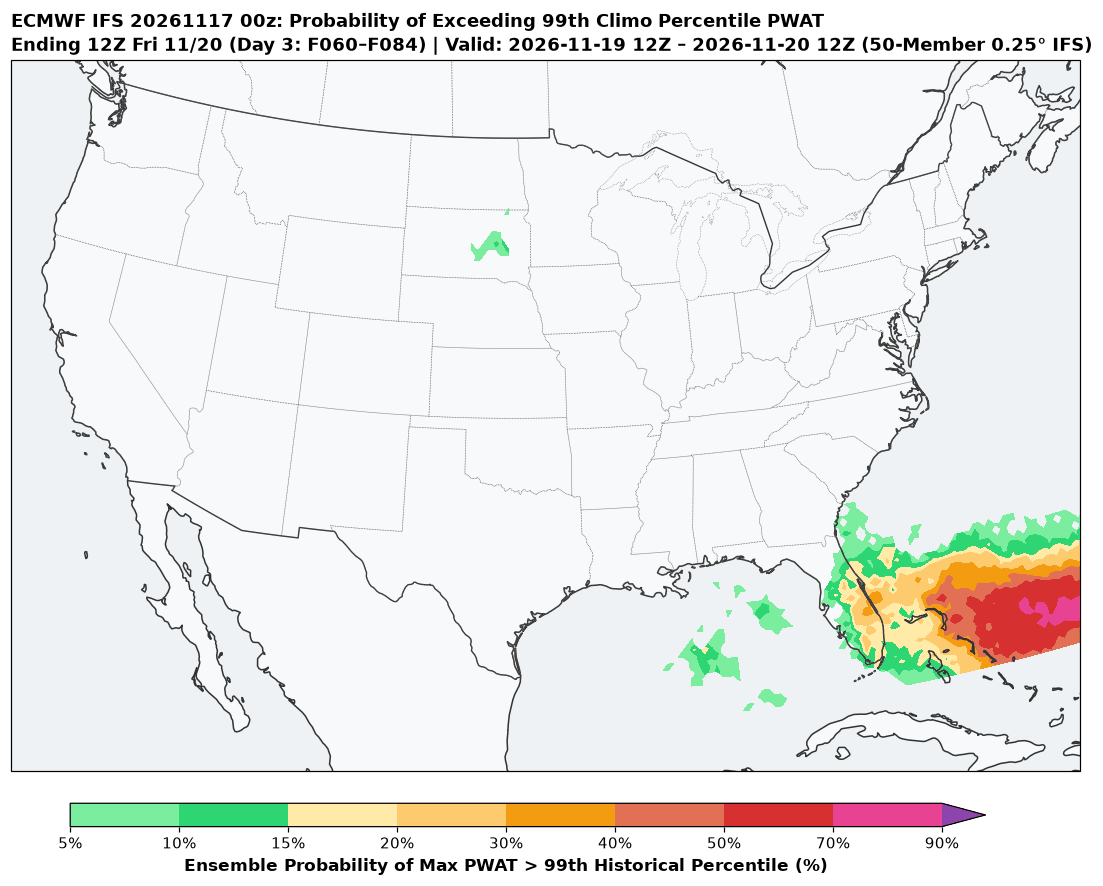 ECMWF IFS 20261117 00z: Probability of Exceeding 99th Climo Percentile PWAT
Ending 12Z Fri 11/20 (Day 3: F060–F084) | Valid: 2026-11-19 12Z – 2026-11-20 12Z (50-Member 0.25° IFS)
5% 10% 15% 20% 30% 40% 50% 70% 90%
Ensemble Probability of Max PWAT > 99th Historical Percentile (%)